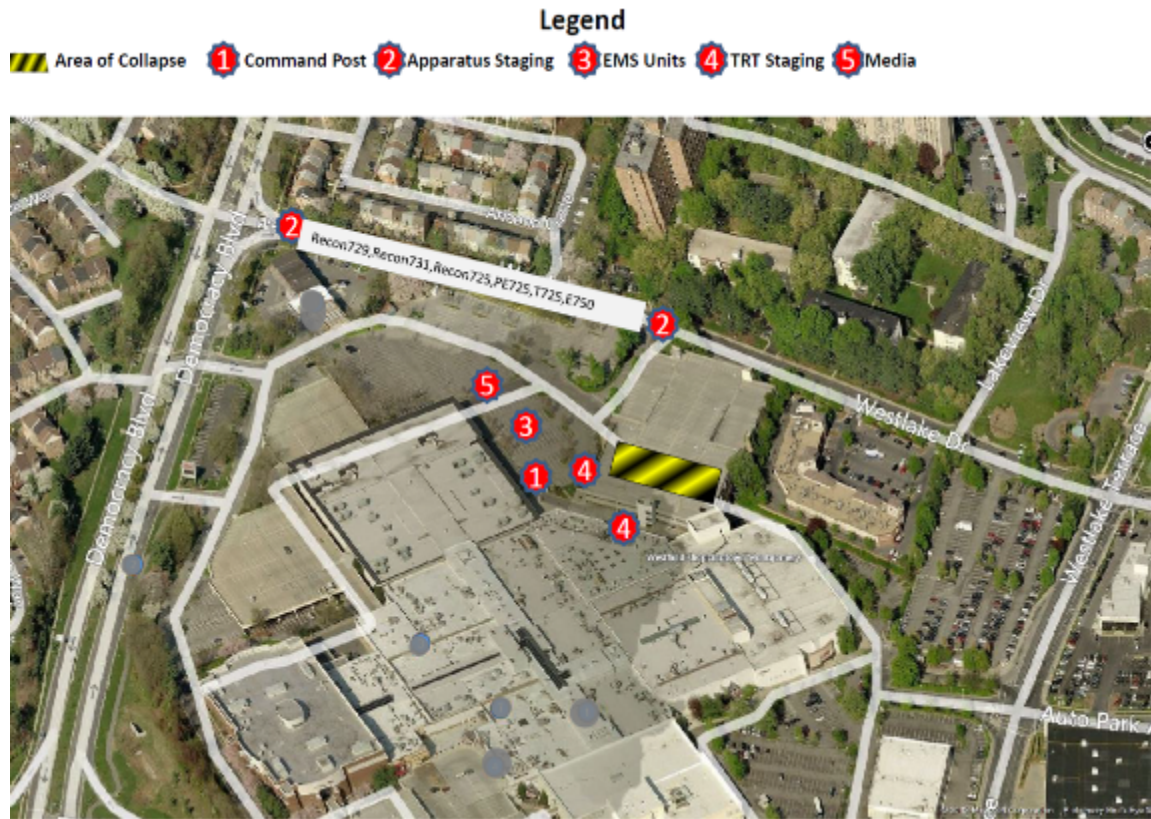 Legend
Area of Collapse 1 Command Post 2 Apparatus Staging 3 EMS Units 4 TRT Staging 5 Media
2
Recon729,Recon731,Recon725,PE725,T725,E750
2
Democracy Blvd
Lakeview Dr
5
Westlake Dr
3
4
1
Democracy Blvd
4
Westlake Terrace
Auto Park